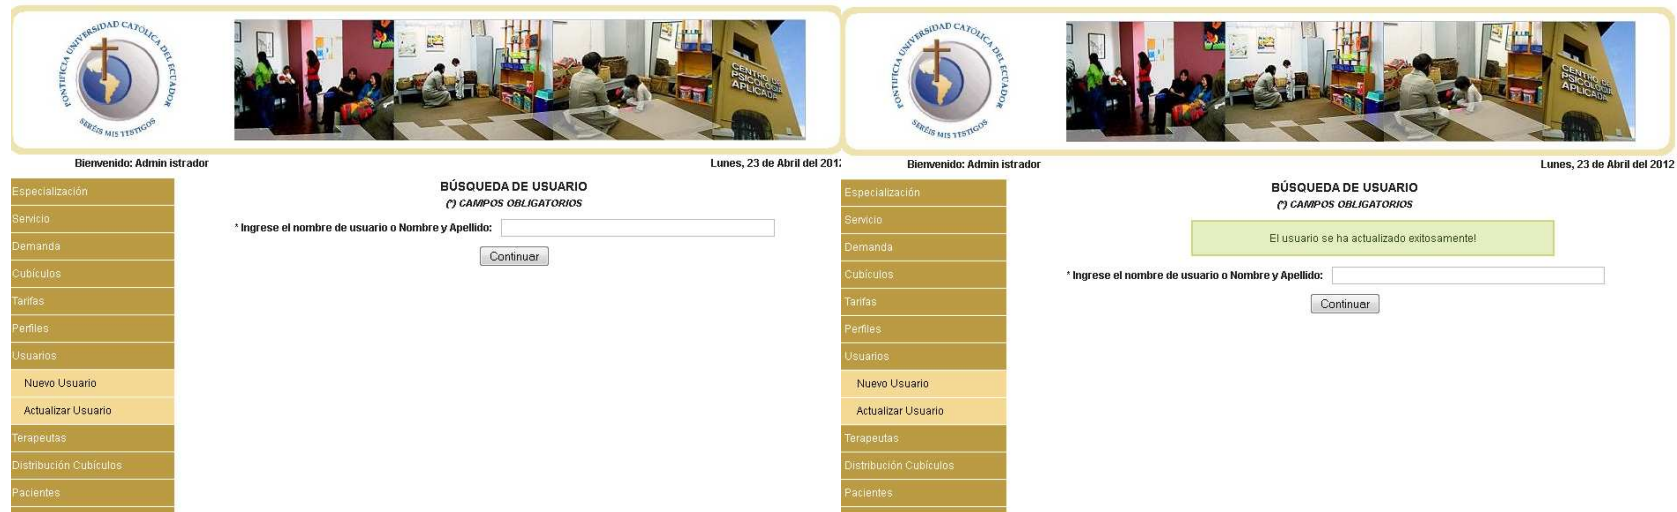 PONTIFICIA UNIVERSIDAD CATÓLICA DEL ECUADOR
SERÉIS MIS TESTIGOS
CENTRO DE
PSICOLOGIA
APLICADA
Bienvenido: Admin istrador
Lunes, 23 de Abril del 2012
Especialización
Servicio
Demanda
Cubículos
Tarifas
Perfiles
Usuarios
Nuevo Usuario
Actualizar Usuario
Terapeutas
Distribución Cubículos
Pacientes
BÚSQUEDA DE USUARIO
(*) CAMPOS OBLIGATORIOS
* Ingrese el nombre de usuario o Nombre y Apellido:
Continuar
PONTIFICIA UNIVERSIDAD CATÓLICA DEL ECUADOR
SERÉIS MIS TESTIGOS
CENTRO DE
PSICOLOGIA
APLICADA
Bienvenido: Admin istrador
Lunes, 23 de Abril del 2012
Especialización
Servicio
Demanda
Cubículos
Tarifas
Perfiles
Usuarios
Nuevo Usuario
Actualizar Usuario
Terapeutas
Distribución Cubículos
Pacientes
BÚSQUEDA DE USUARIO
(*) CAMPOS OBLIGATORIOS
El usuario se ha actualizado exitosamente!
* Ingrese el nombre de usuario o Nombre y Apellido:
Continuar